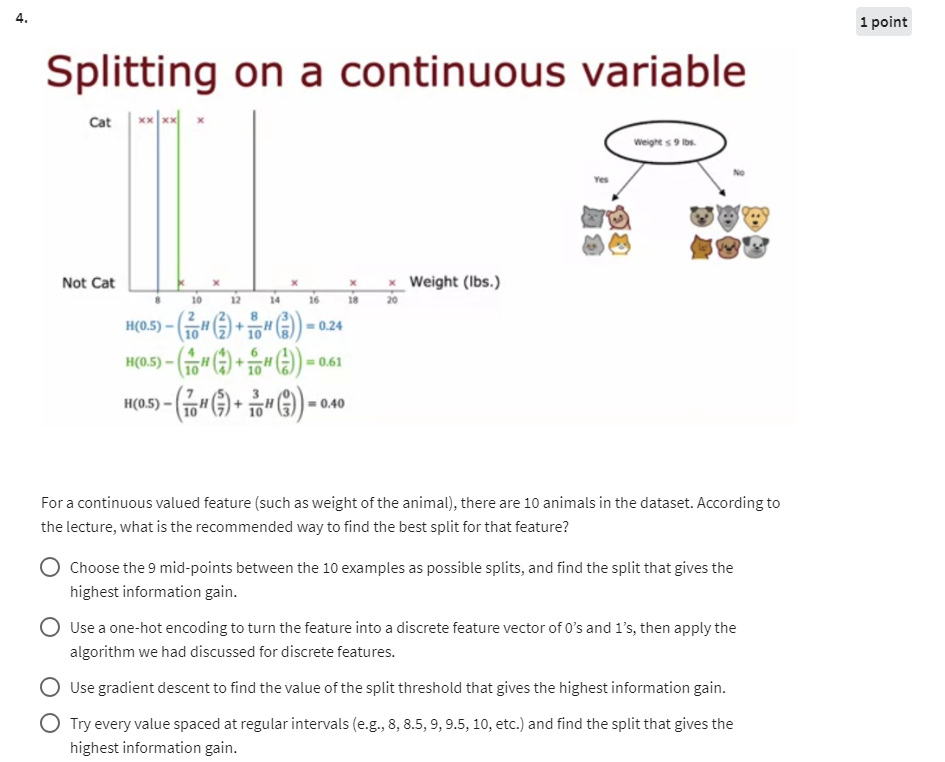 4.
1 point
Splitting on a continuous variable
Cat
Not Cat
Weight (lbs.)
8 10 12 14 16 18 20
Weight ≤ 9 lbs.
Yes
No
H(0.5) − (2/10 H(2/2) + 8/10 H(3/8)) = 0.24
H(0.5) − (4/10 H(4/4) + 6/10 H(1/6)) = 0.61
H(0.5) − (7/10 H(5/7) + 3/10 H(0/3)) = 0.40
For a continuous valued feature (such as weight of the animal), there are 10 animals in the dataset. According to
the lecture, what is the recommended way to find the best split for that feature?
Choose the 9 mid-points between the 10 examples as possible splits, and find the split that gives the
highest information gain.
Use a one-hot encoding to turn the feature into a discrete feature vector of 0’s and 1’s, then apply the
algorithm we had discussed for discrete features.
Use gradient descent to find the value of the split threshold that gives the highest information gain.
Try every value spaced at regular intervals (e.g., 8, 8.5, 9, 9.5, 10, etc.) and find the split that gives the
highest information gain.